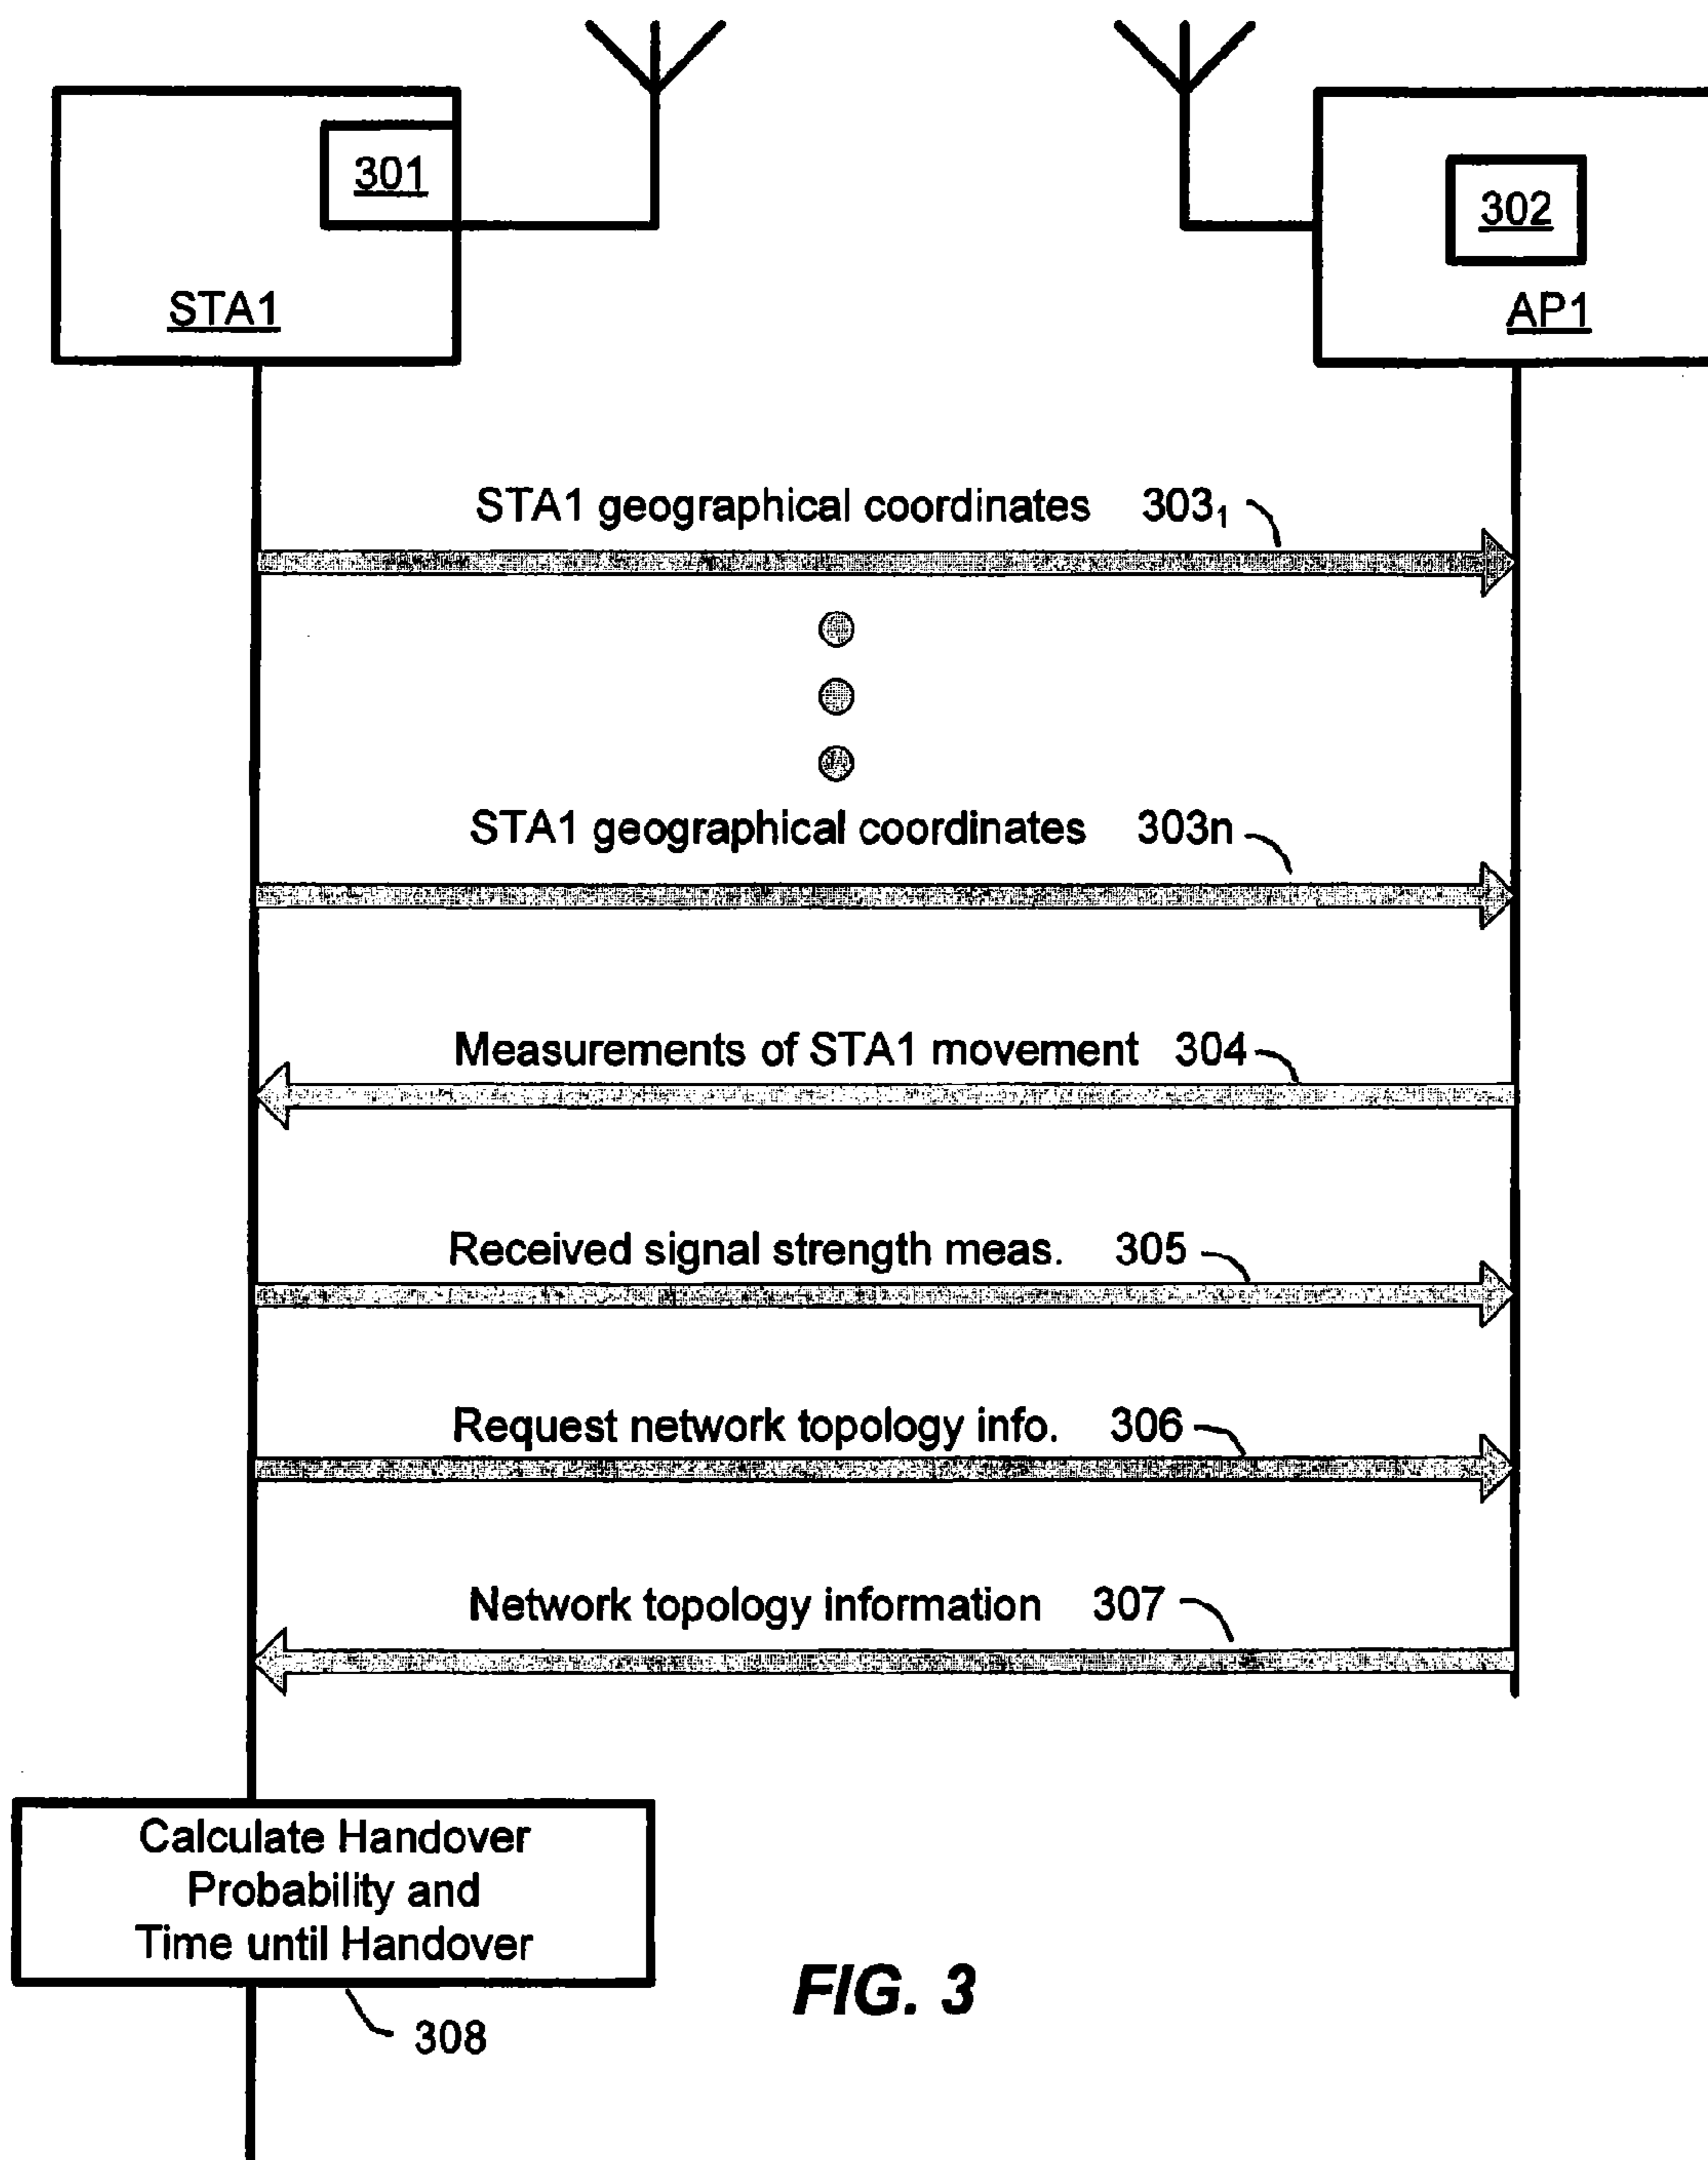 301
302
STA1
AP1
STA1 geographical coordinates 303₁
STA1 geographical coordinates 303n
Measurements of STA1 movement 304
Received signal strength meas. 305
Request network topology info. 306
Network topology information 307
Calculate Handover
Probability and
Time until Handover
FIG. 3
308